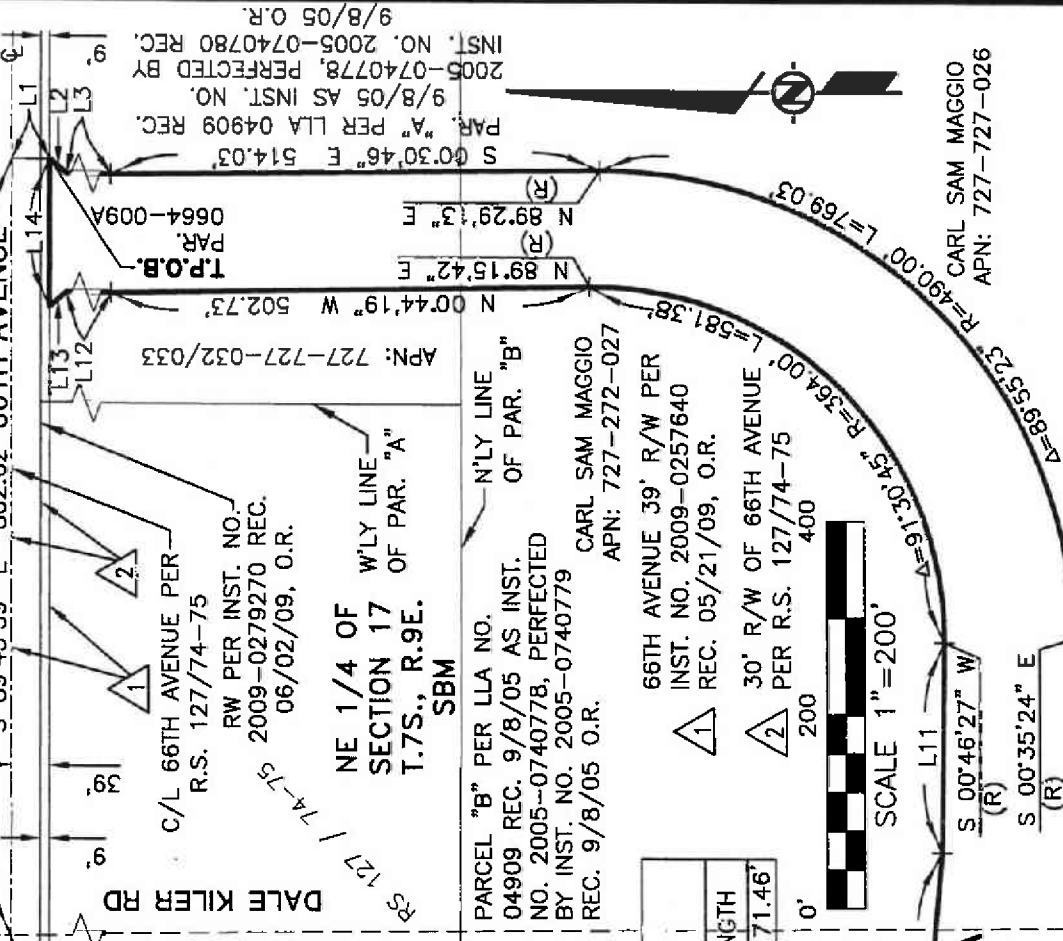 L1
L2
L3
9'
L14
L13
L12
T.P.O.B.
PAR.
0664-009A
S 00°30'46" E 514.03'
PAR. "A" PER LLA 04909 REC.
9/8/05 AS INST. NO.
2005-0740778, PERFECTED BY
INST. NO. 2005-0740780 REC.
9/8/05 O.R.
N 89°29'13" E
(R)
N 89°15'42" E
(R)
N 00°44'19" W 502.73'
APN: 727-727-032/033
Δ=89°55'23" R=490.00' L=769.03'
Δ=91°30'45" R=364.00' L=581.38'
CARL SAM MAGGIO
APN: 727-727-026
CARL SAM MAGGIO
APN: 727-272-027
W'LY LINE
OF PAR. "A"
N'LY LINE
OF PAR. "B"
2
1
C/L 66TH AVENUE PER
R.S. 127/74-75
RW PER INST. NO.
2009-0279270 REC.
06/02/09, O.R.
39'
9'
NE 1/4 OF
SECTION 17
T.7S., R.9E.
SBM
RS 127 / 74-75
DALE KILER RD
PARCEL "B" PER LLA NO.
04909 REC. 9/8/05 AS INST.
NO. 2005-0740778, PERFECTED
BY INST. NO. 2005-0740779
REC. 9/8/05 O.R.
1
66TH AVENUE 39' R/W PER
INST. NO. 2009-0257640
REC. 05/21/09, O.R.
2
30' R/W OF 66TH AVENUE
PER R.S. 127/74-75
0' 200 400
SCALE 1"=200'
L11
S 00°46'27" W
(R)
S 00°35'24" E
(R)
NGTH
71.46'
N